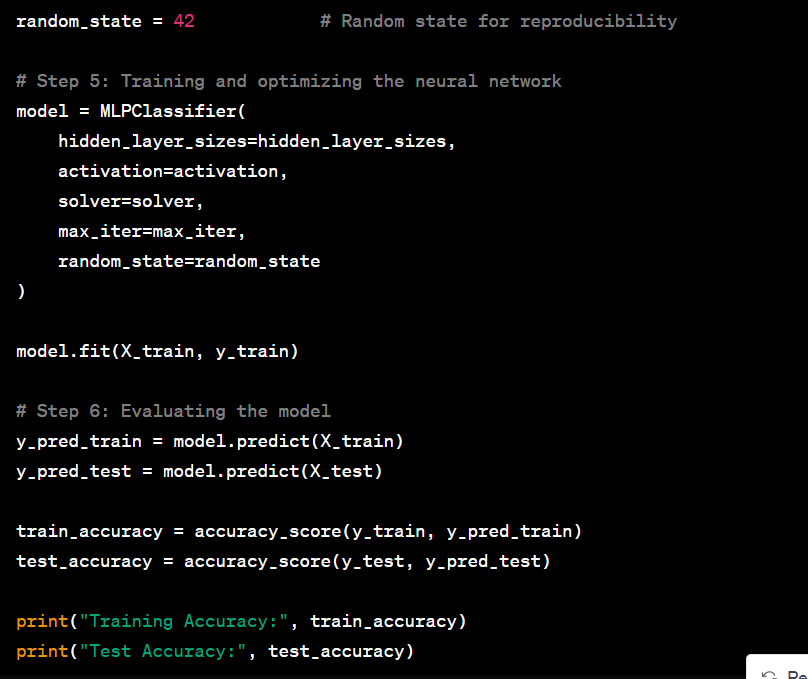 random_state = 42            # Random state for reproducibility
# Step 5: Training and optimizing the neural network
model = MLPClassifier(
    hidden_layer_sizes=hidden_layer_sizes,
    activation=activation,
    solver=solver,
    max_iter=max_iter,
    random_state=random_state
)
model.fit(X_train, y_train)
# Step 6: Evaluating the model
y_pred_train = model.predict(X_train)
y_pred_test = model.predict(X_test)
train_accuracy = accuracy_score(y_train, y_pred_train)
test_accuracy = accuracy_score(y_test, y_pred_test)
print("Training Accuracy:", train_accuracy)
print("Test Accuracy:", test_accuracy)